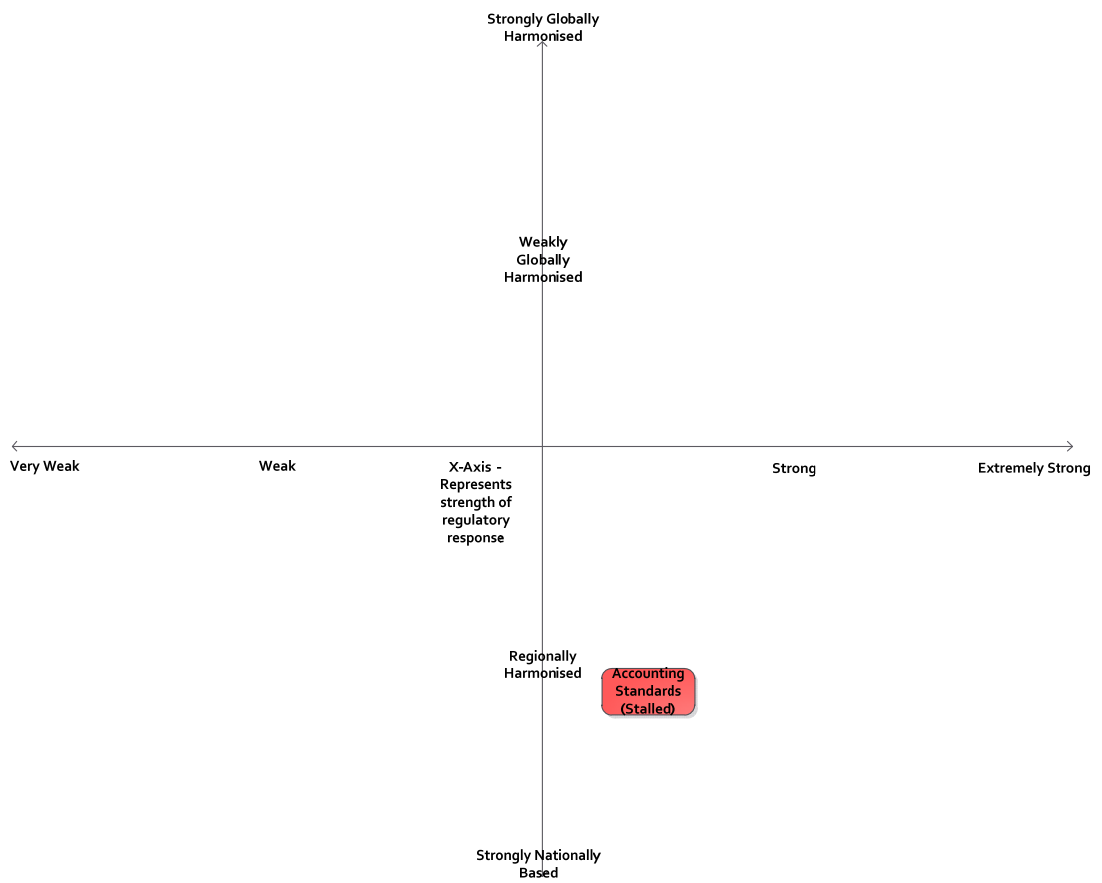 Strongly Globally
Harmonised
Weakly
Globally
Harmonised
Very Weak
Weak
X-Axis -
Represents
strength of
regulatory
response
Strong
Extremely Strong
Regionally
Harmonised
Accounting
Standards
(Stalled)
Strongly Nationally
Based